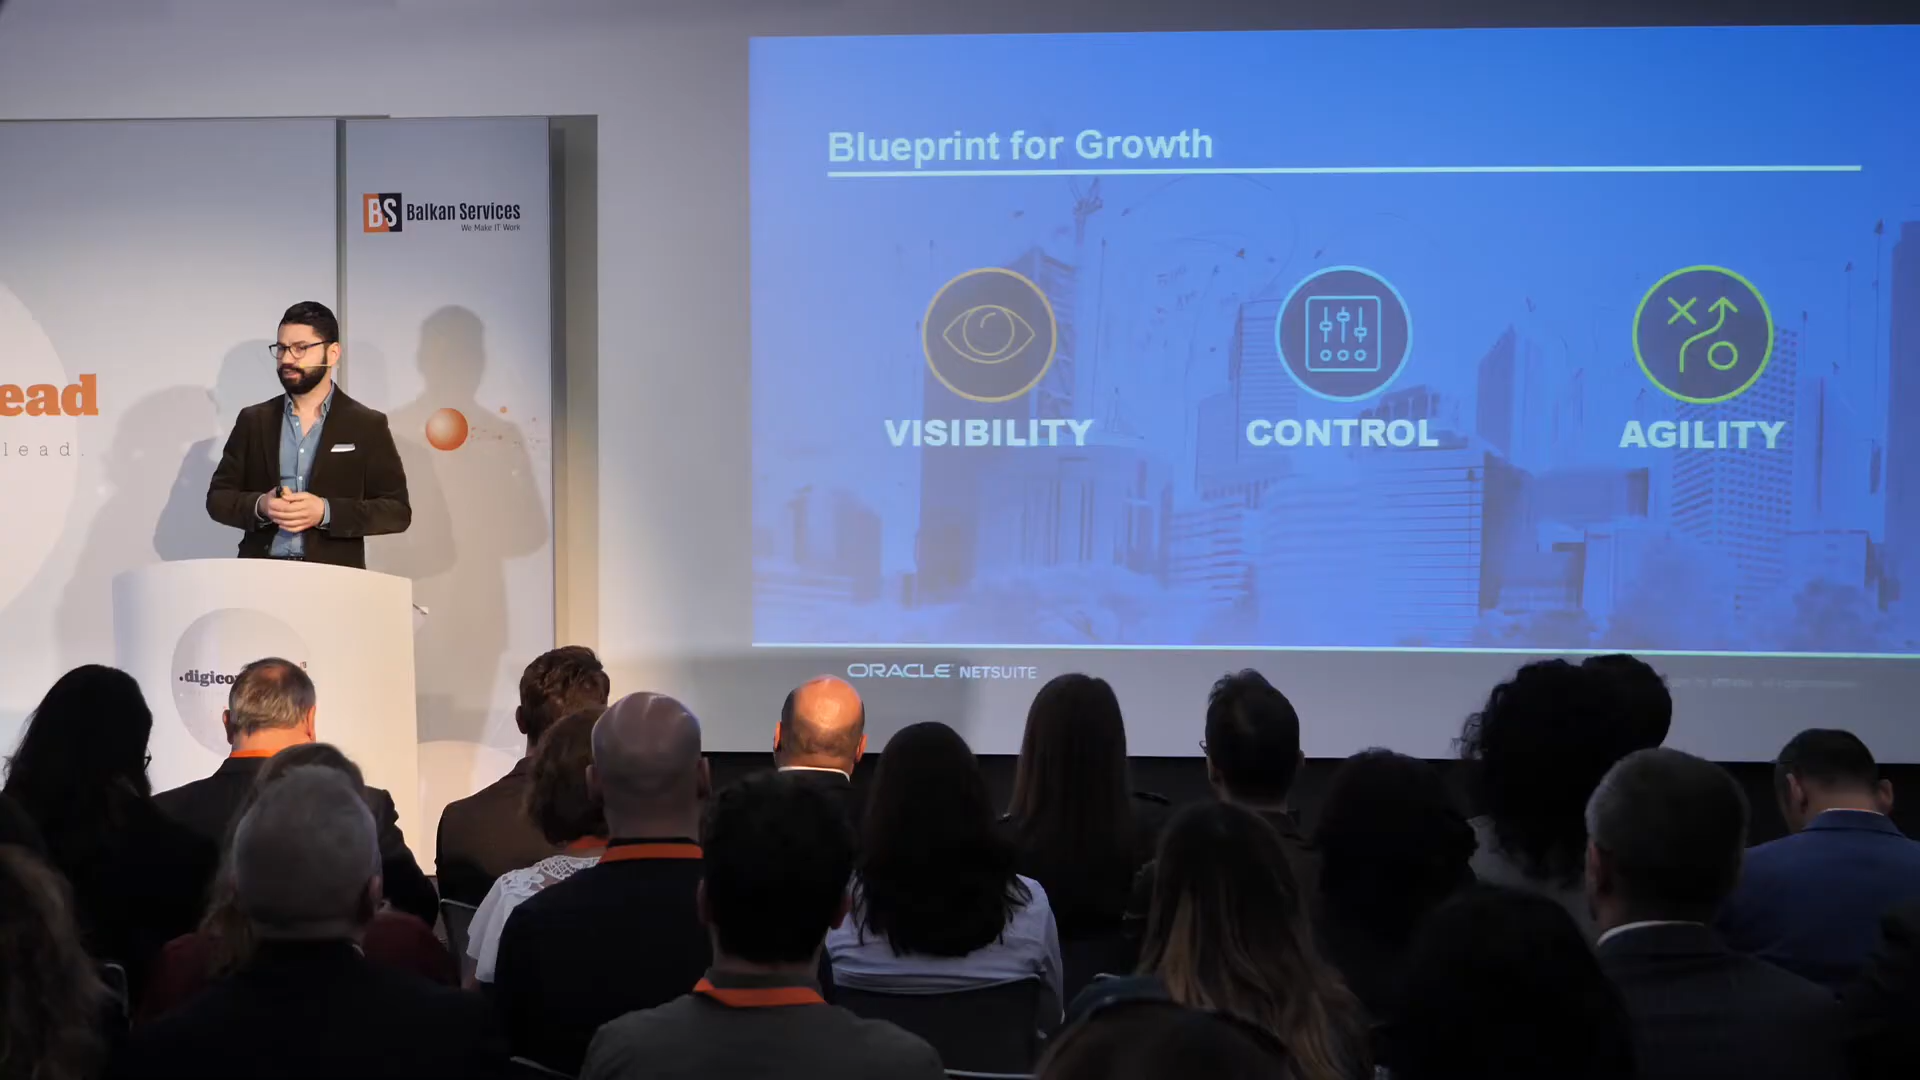 Blueprint for Growth
BS Balkan Services
We Make IT Work
VISIBILITY
CONTROL
AGILITY
ead
lead.
ORACLE NETSUITE
.digico